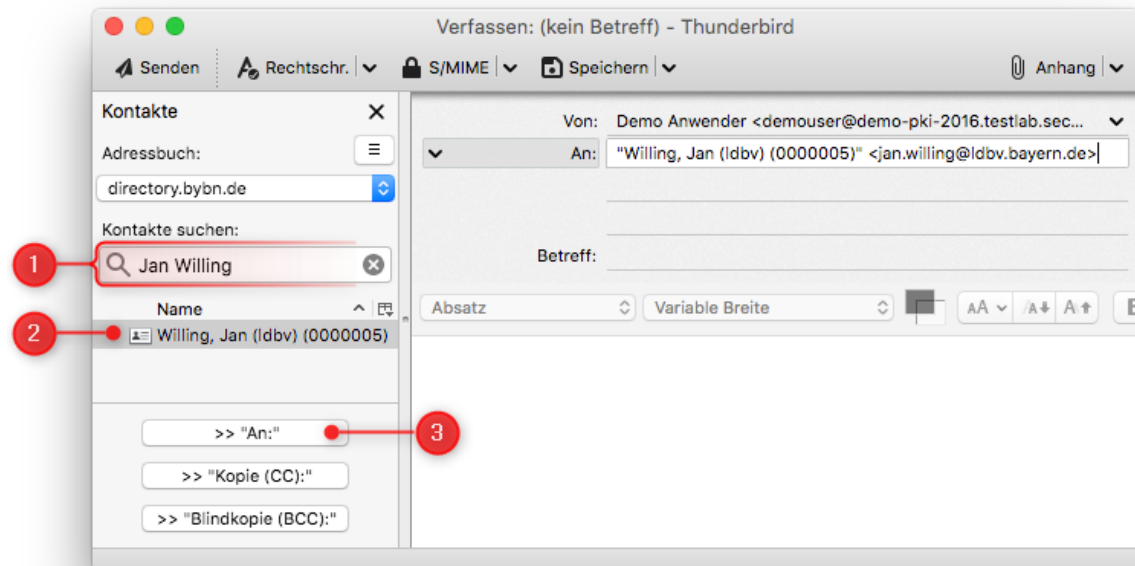 Verfassen: (kein Betreff) - Thunderbird
Senden Rechtschr. S/MIME Speichern Anhang
Kontakte
Adressbuch:
directory.bybn.de
Kontakte suchen:
1
Jan Willing
Name
2
Willing, Jan (ldbv) (0000005)
>> "An:"
3
>> "Kopie (CC):"
>> "Blindkopie (BCC):"
Von: Demo Anwender <demouser@demo-pki-2016.testlab.sec...
An: "Willing, Jan (ldbv) (0000005)" <jan.willing@ldbv.bayern.de>
Betreff:
Absatz Variable Breite AA A A